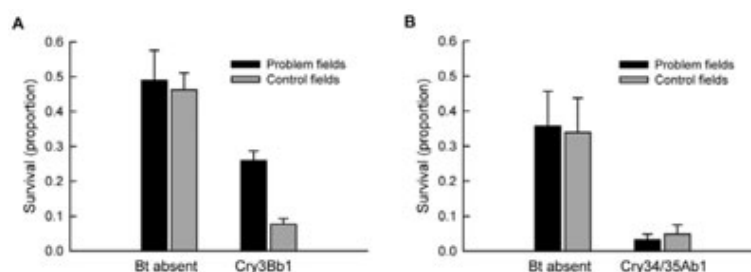 A
Survival (proportion)
0.6
0.5
0.4
0.3
0.2
0.1
0.0
Problem fields
Control fields
Bt absent
Cry3Bb1
B
Survival (proportion)
0.6
0.5
0.4
0.3
0.2
0.1
0.0
Problem fields
Control fields
Bt absent
Cry34/35Ab1